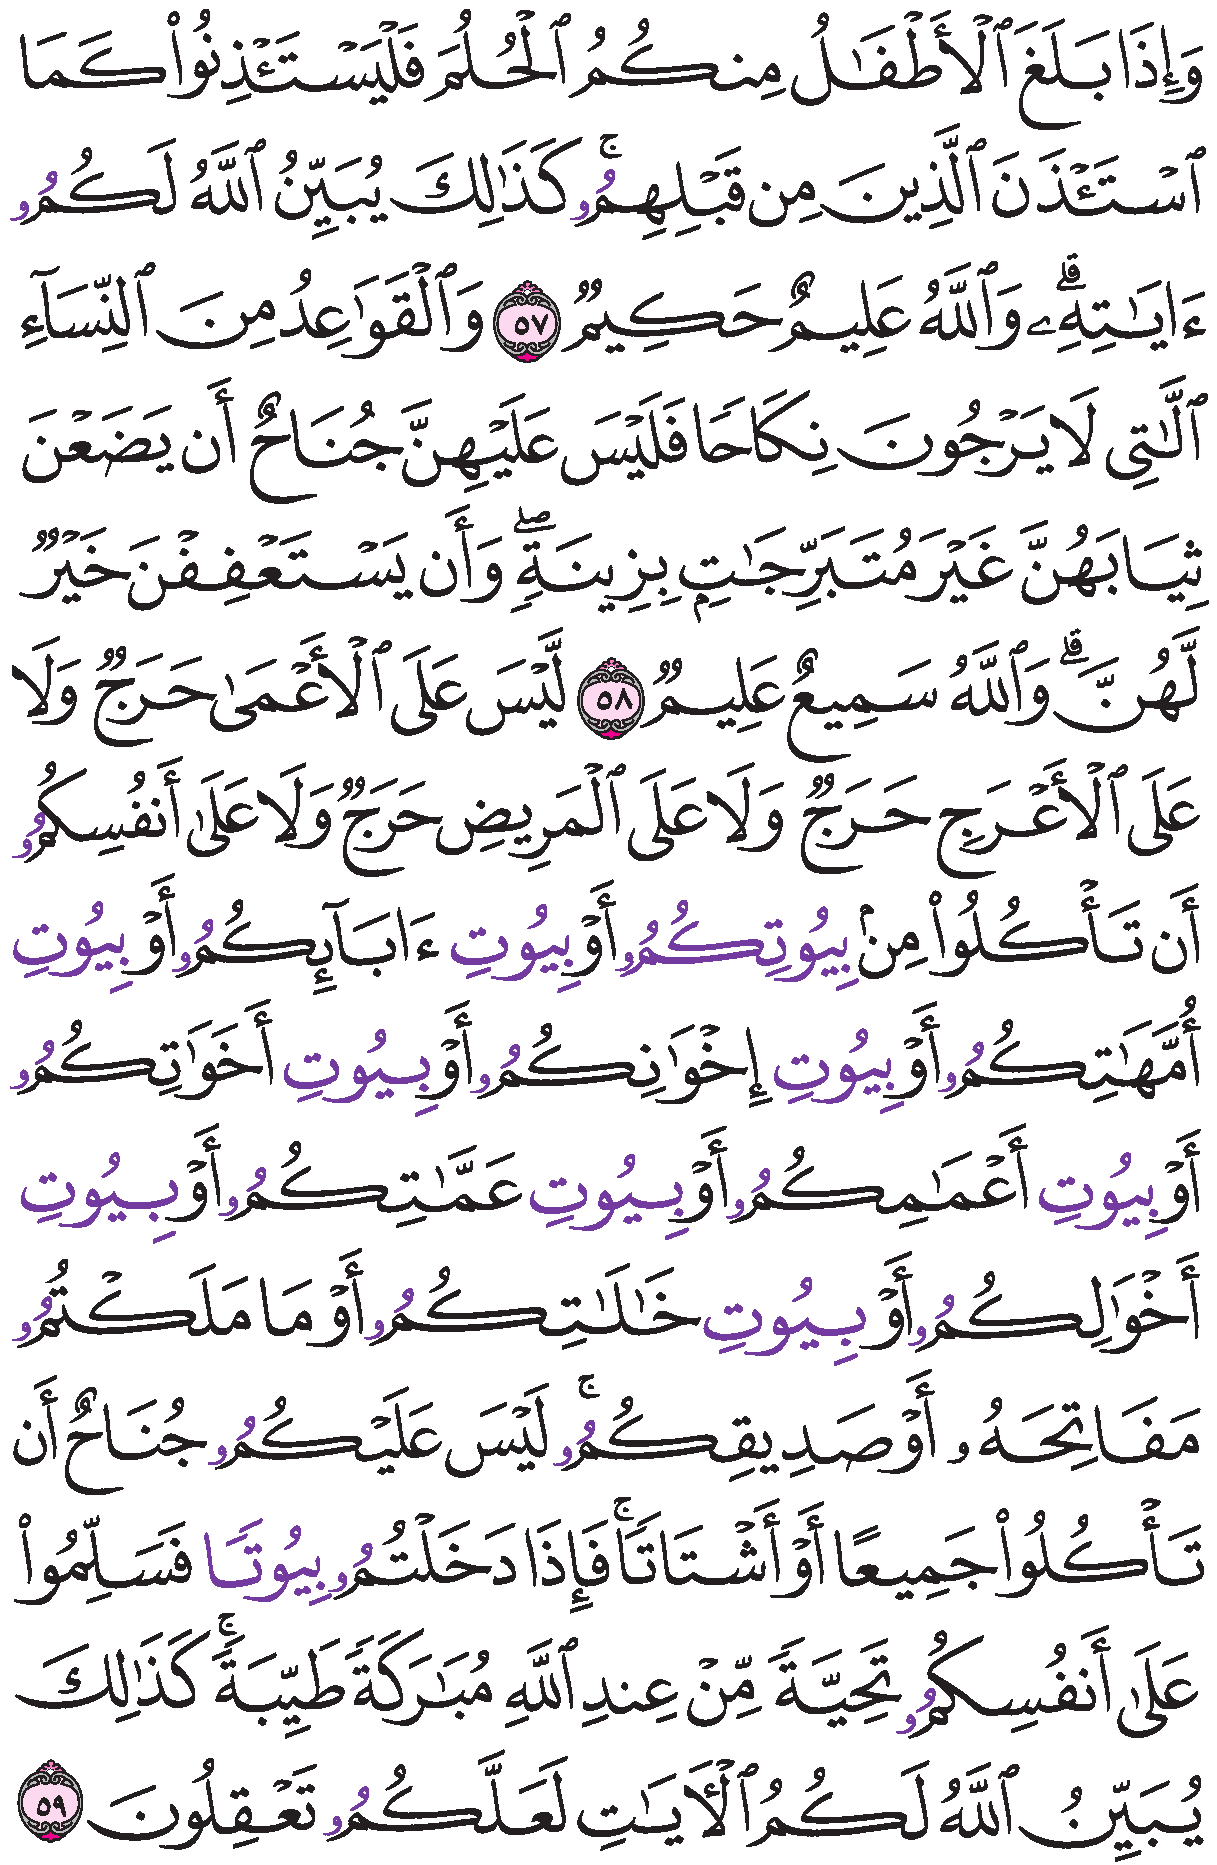 وَإِذَا بَلَغَ ٱلۡأَطۡفَٰلُ مِنكُمُ ٱلۡحُلُمَ فَلۡيَسۡتَـٔۡذِنُواْ كَمَا
ٱسۡتَـٔۡذَنَ ٱلَّذِينَ مِن قَبۡلِهِمُۥۚ كَذَٰلِكَ يُبَيِّنُ ٱللَّهُ لَكُمُۥ
ءَايَٰتِهِۦۗ وَٱللَّهُ عَلِيمٌ حَكِيمٞ ٥٧ وَٱلۡقَوَٰعِدُ مِنَ ٱلنِّسَآءِ
ٱلَّٰتِي لَا يَرۡجُونَ نِكَاحٗا فَلَيۡسَ عَلَيۡهِنَّ جُنَاحٌ أَن يَضَعۡنَ
ثِيَابَهُنَّ غَيۡرَ مُتَبَرِّجَٰتِۭ بِزِينَةٖۖ وَأَن يَسۡتَعۡفِفۡنَ خَيۡرٞ
لَّهُنَّۗ وَٱللَّهُ سَمِيعٌ عَلِيمٞ ٥٨ لَّيۡسَ عَلَى ٱلۡأَعۡمَىٰ حَرَجٞ وَلَا
عَلَى ٱلۡأَعۡرَجِ حَرَجٞ وَلَا عَلَى ٱلۡمَرِيضِ حَرَجٞ وَلَا عَلَىٰ أَنفُسِكُمُۥ
أَن تَأۡكُلُواْ مِنۢ بِيُوتِكُمُۥ أَوۡ بِيُوتِ ءَابَآئِكُمُۥ أَوۡ بِيُوتِ
أُمَّهَٰتِكُمُۥ أَوۡ بِيُوتِ إِخۡوَٰنِكُمُۥ أَوۡ بِيُوتِ أَخَوَٰتِكُمُۥ
أَوۡ بِيُوتِ أَعۡمَٰمِكُمُۥ أَوۡ بِيُوتِ عَمَّٰتِكُمُۥ أَوۡ بِيُوتِ
أَخۡوَٰلِكُمُۥ أَوۡ بِيُوتِ خَٰلَٰتِكُمُۥ أَوۡ مَا مَلَكۡتُمُۥ
مَفَاتِحَهُۥ أَوۡ صَدِيقِكُمُۥۚ لَيۡسَ عَلَيۡكُمُۥ جُنَاحٌ أَن
تَأۡكُلُواْ جَمِيعًا أَوۡ أَشۡتَاتٗاۚ فَإِذَا دَخَلۡتُمُۥ بِيُوتٗا فَسَلِّمُواْ
عَلَىٰ أَنفُسِكُمُۥ تَحِيَّةٗ مِّنۡ عِندِ ٱللَّهِ مُبَٰرَكَةٗ طَيِّبَةٗۚ كَذَٰلِكَ
يُبَيِّنُ ٱللَّهُ لَكُمُ ٱلۡأٓيَٰتِ لَعَلَّكُمُۥ تَعۡقِلُونَ ٥٩